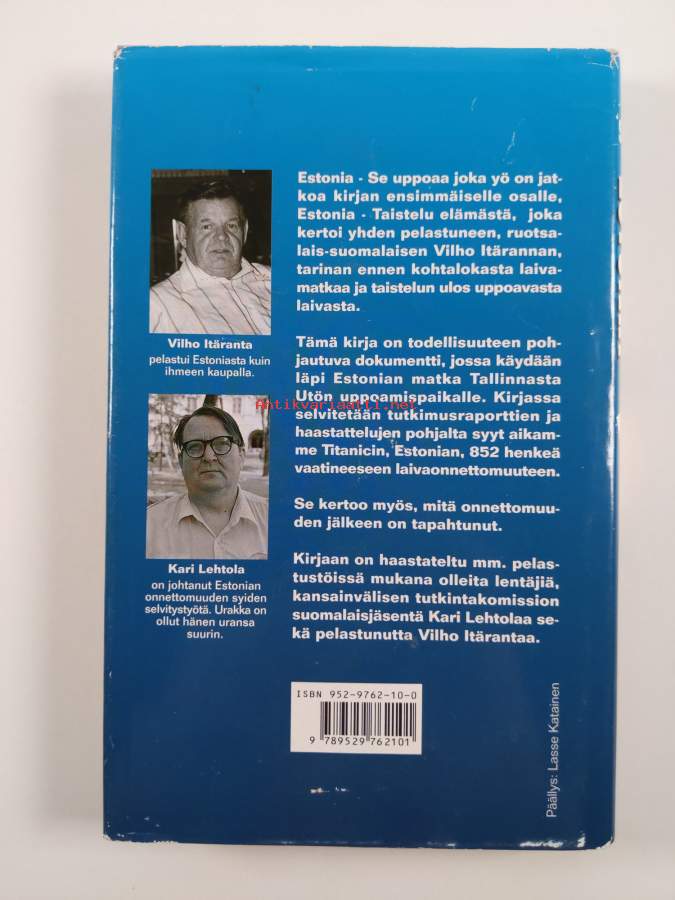 Estonia - Se uppoaa joka yö on jat-
koa kirjan ensimmäiselle osalle,
Estonia - Taistelu elämästä, joka
kertoi yhden pelastuneen, ruotsa-
lais-suomalaisen Vilho Itärannan,
tarinan ennen kohtalokasta laiva-
matkaa ja taistelun ulos uppoavasta
laivasta.
Vilho Itäranta
pelastui Estoniasta kuin
ihmeen kaupalla.
Tämä kirja on todellisuuteen poh-
jautuva dokumentti, jossa käydään
läpi Estonian matka Tallinnasta
Utön uppoamispaikalle. Kirjassa
selvitetään tutkimusraporttien ja
haastattelujen pohjalta syyt aikam-
me Titanicin, Estonian, 852 henkeä
vaatineeseen laivaonnettomuuteen.
Antikvariaatti.net
Se kertoo myös, mitä onnettomuu-
den jälkeen on tapahtunut.
Kari Lehtola
on johtanut Estonian
onnettomuuden syiden
selvitystyötä. Urakka on
ollut hänen uransa
suurin.
Kirjaan on haastateltu mm. pelas-
tustöissä mukana olleita lentäjiä,
kansainvälisen tutkintakomission
suomalaisjäsentä Kari Lehtolaa se-
kä pelastunutta Vilho Itärantaa.
ISBN 952-9762-10-0
9 789529 762101
Päällys: Lasse Katainen